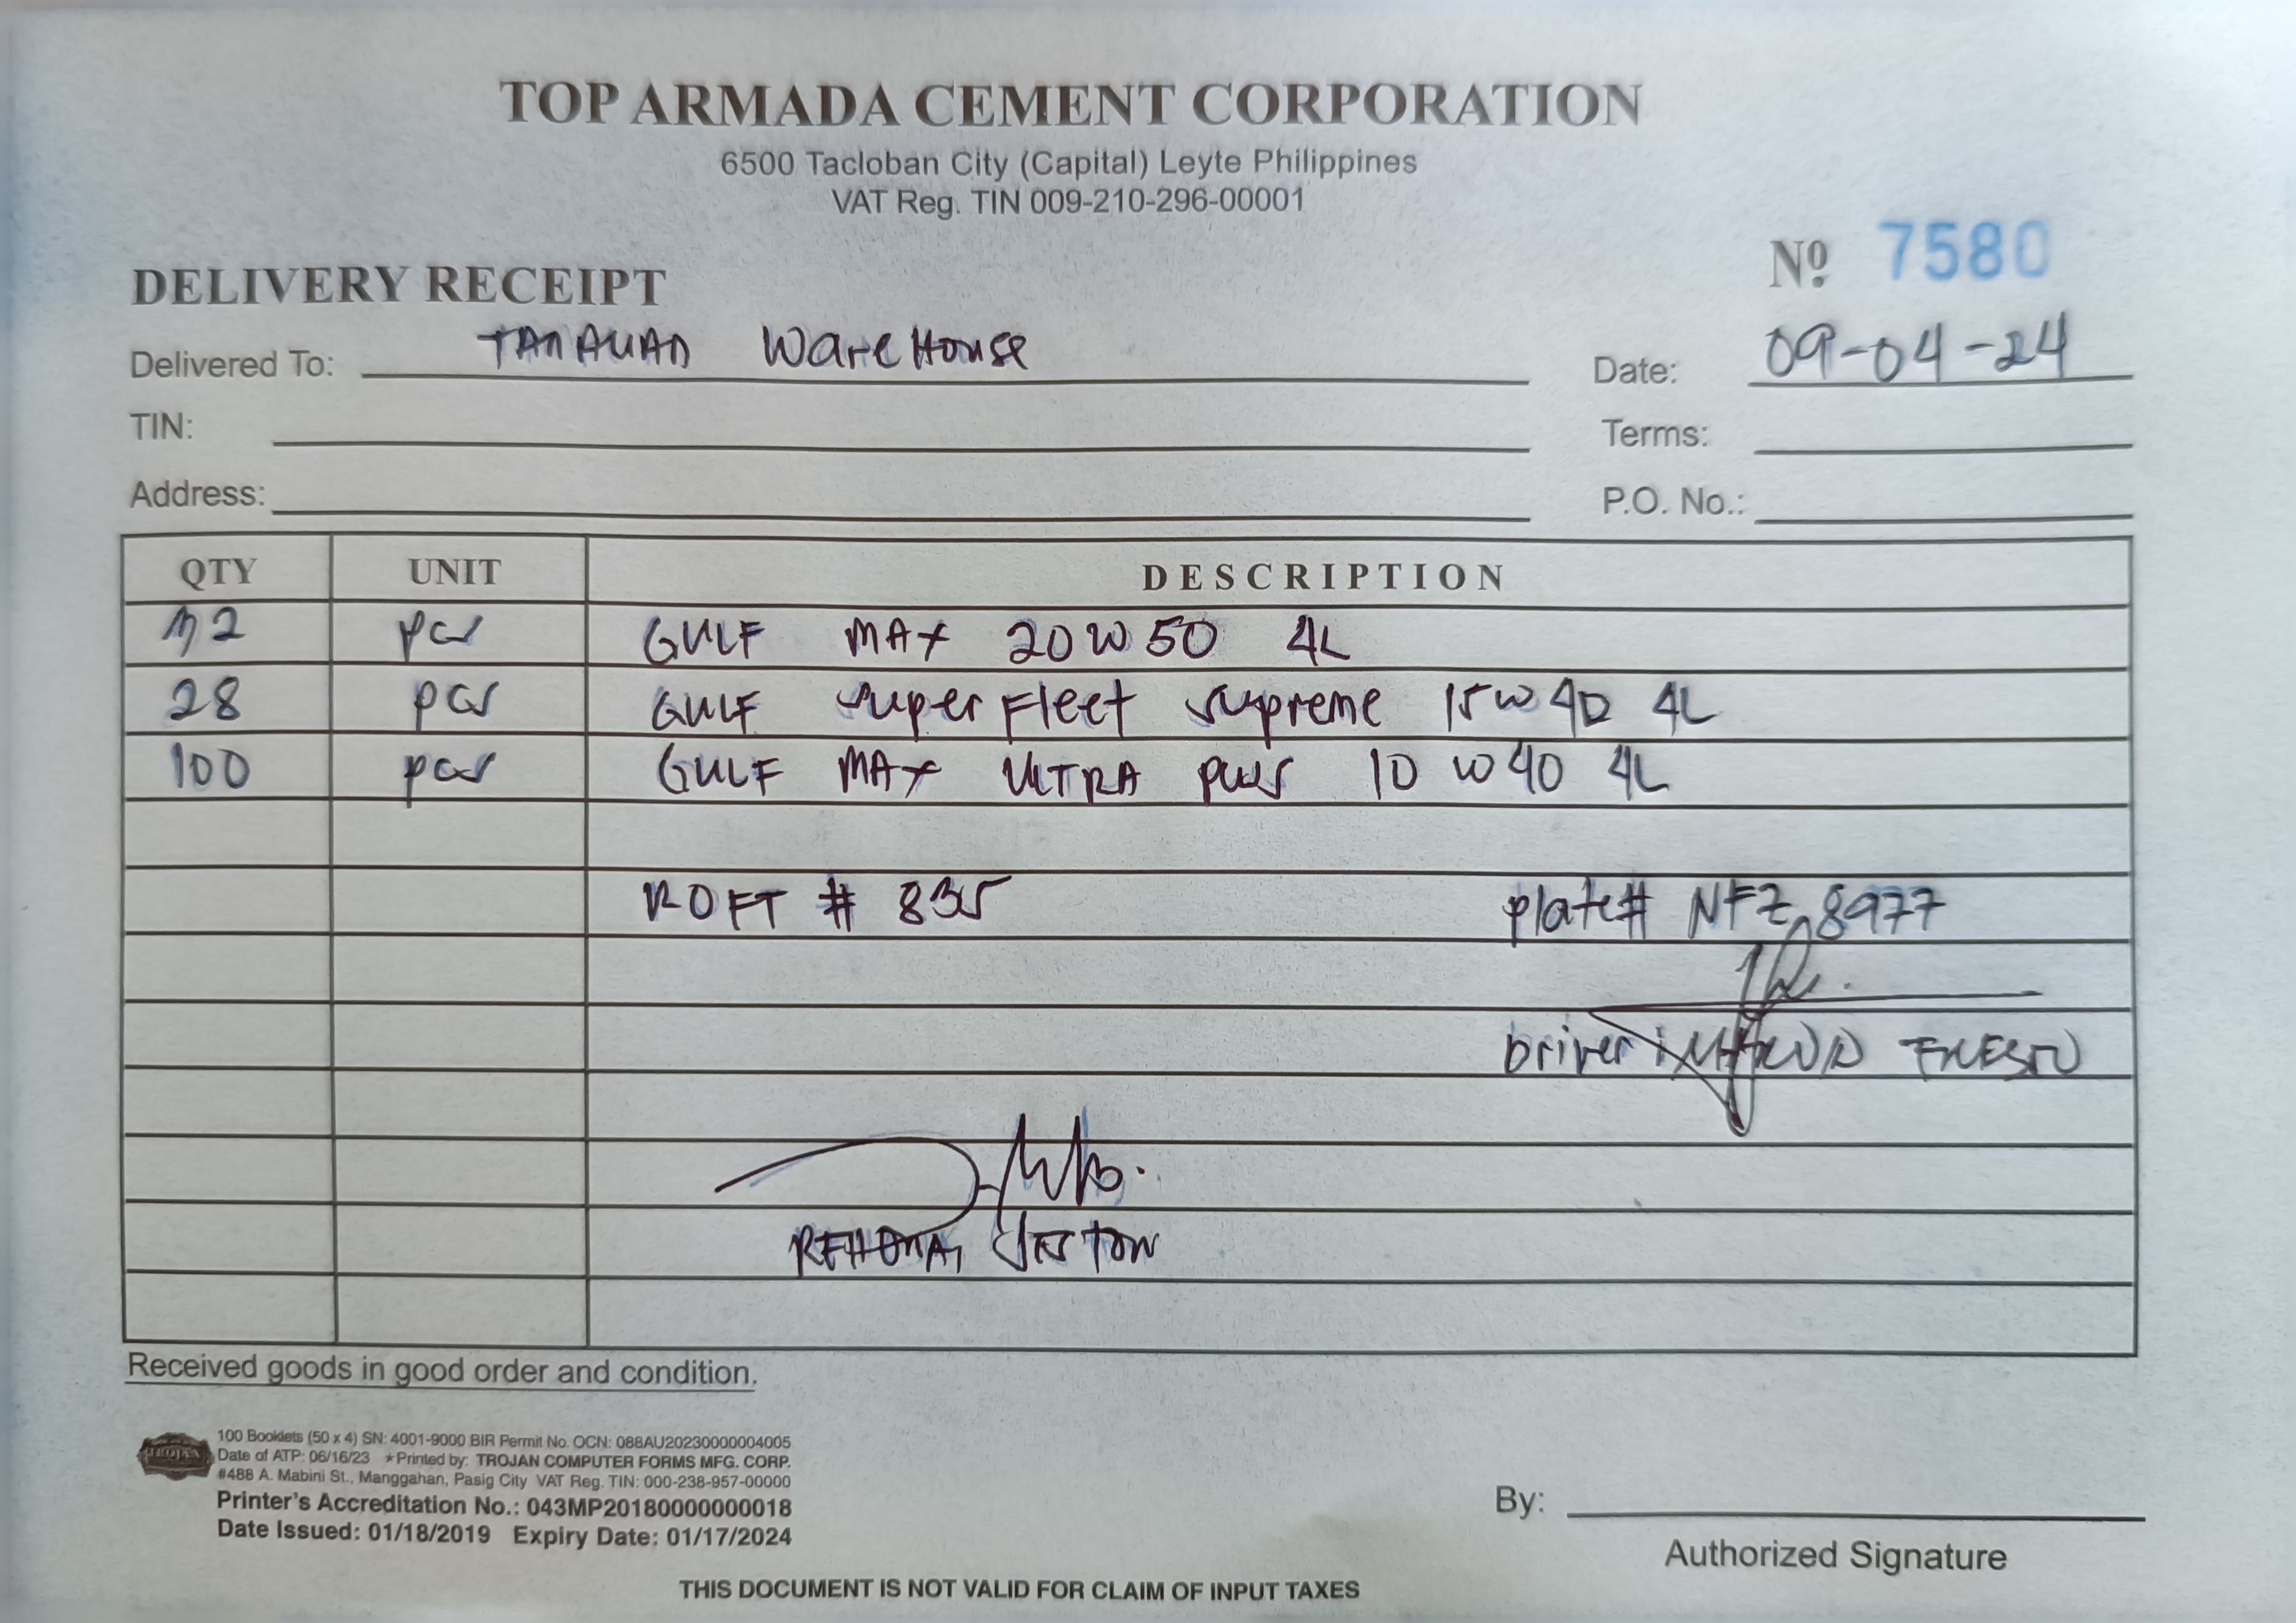 TOP ARMADA CEMENT CORPORATION
6500 Tacloban City (Capital) Leyte Philippines
VAT Reg. TIN 009-210-296-00001
Nº 7580
DELIVERY RECEIPT
Delivered To: TANAUAN WareHouse
Date: 09-04-24
TIN:
Terms:
Address:
P.O. No.:
QTY UNIT DESCRIPTION
72 pcs GULF MAX 20W50 4L
28 pcs GULF Super Fleet Supreme 15W40 4L
100 pcs GULF MAX ULTRA plus 10W40 4L
ROFT # 835 plate# NFZ 8977
Driver:
Received goods in good order and condition.
TROJAN
100 Booklets (50 x 4) SN: 4001-9000 BIR Permit No. OCN: 088AU20230000004005
Date of ATP: 06/16/23 ★Printed by: TROJAN COMPUTER FORMS MFG. CORP.
#488 A. Mabini St., Manggahan, Pasig City VAT Reg. TIN: 000-238-957-00000
Printer's Accreditation No.: 043MP20180000000018
Date Issued: 01/18/2019 Expiry Date: 01/17/2024
By:
Authorized Signature
THIS DOCUMENT IS NOT VALID FOR CLAIM OF INPUT TAXES